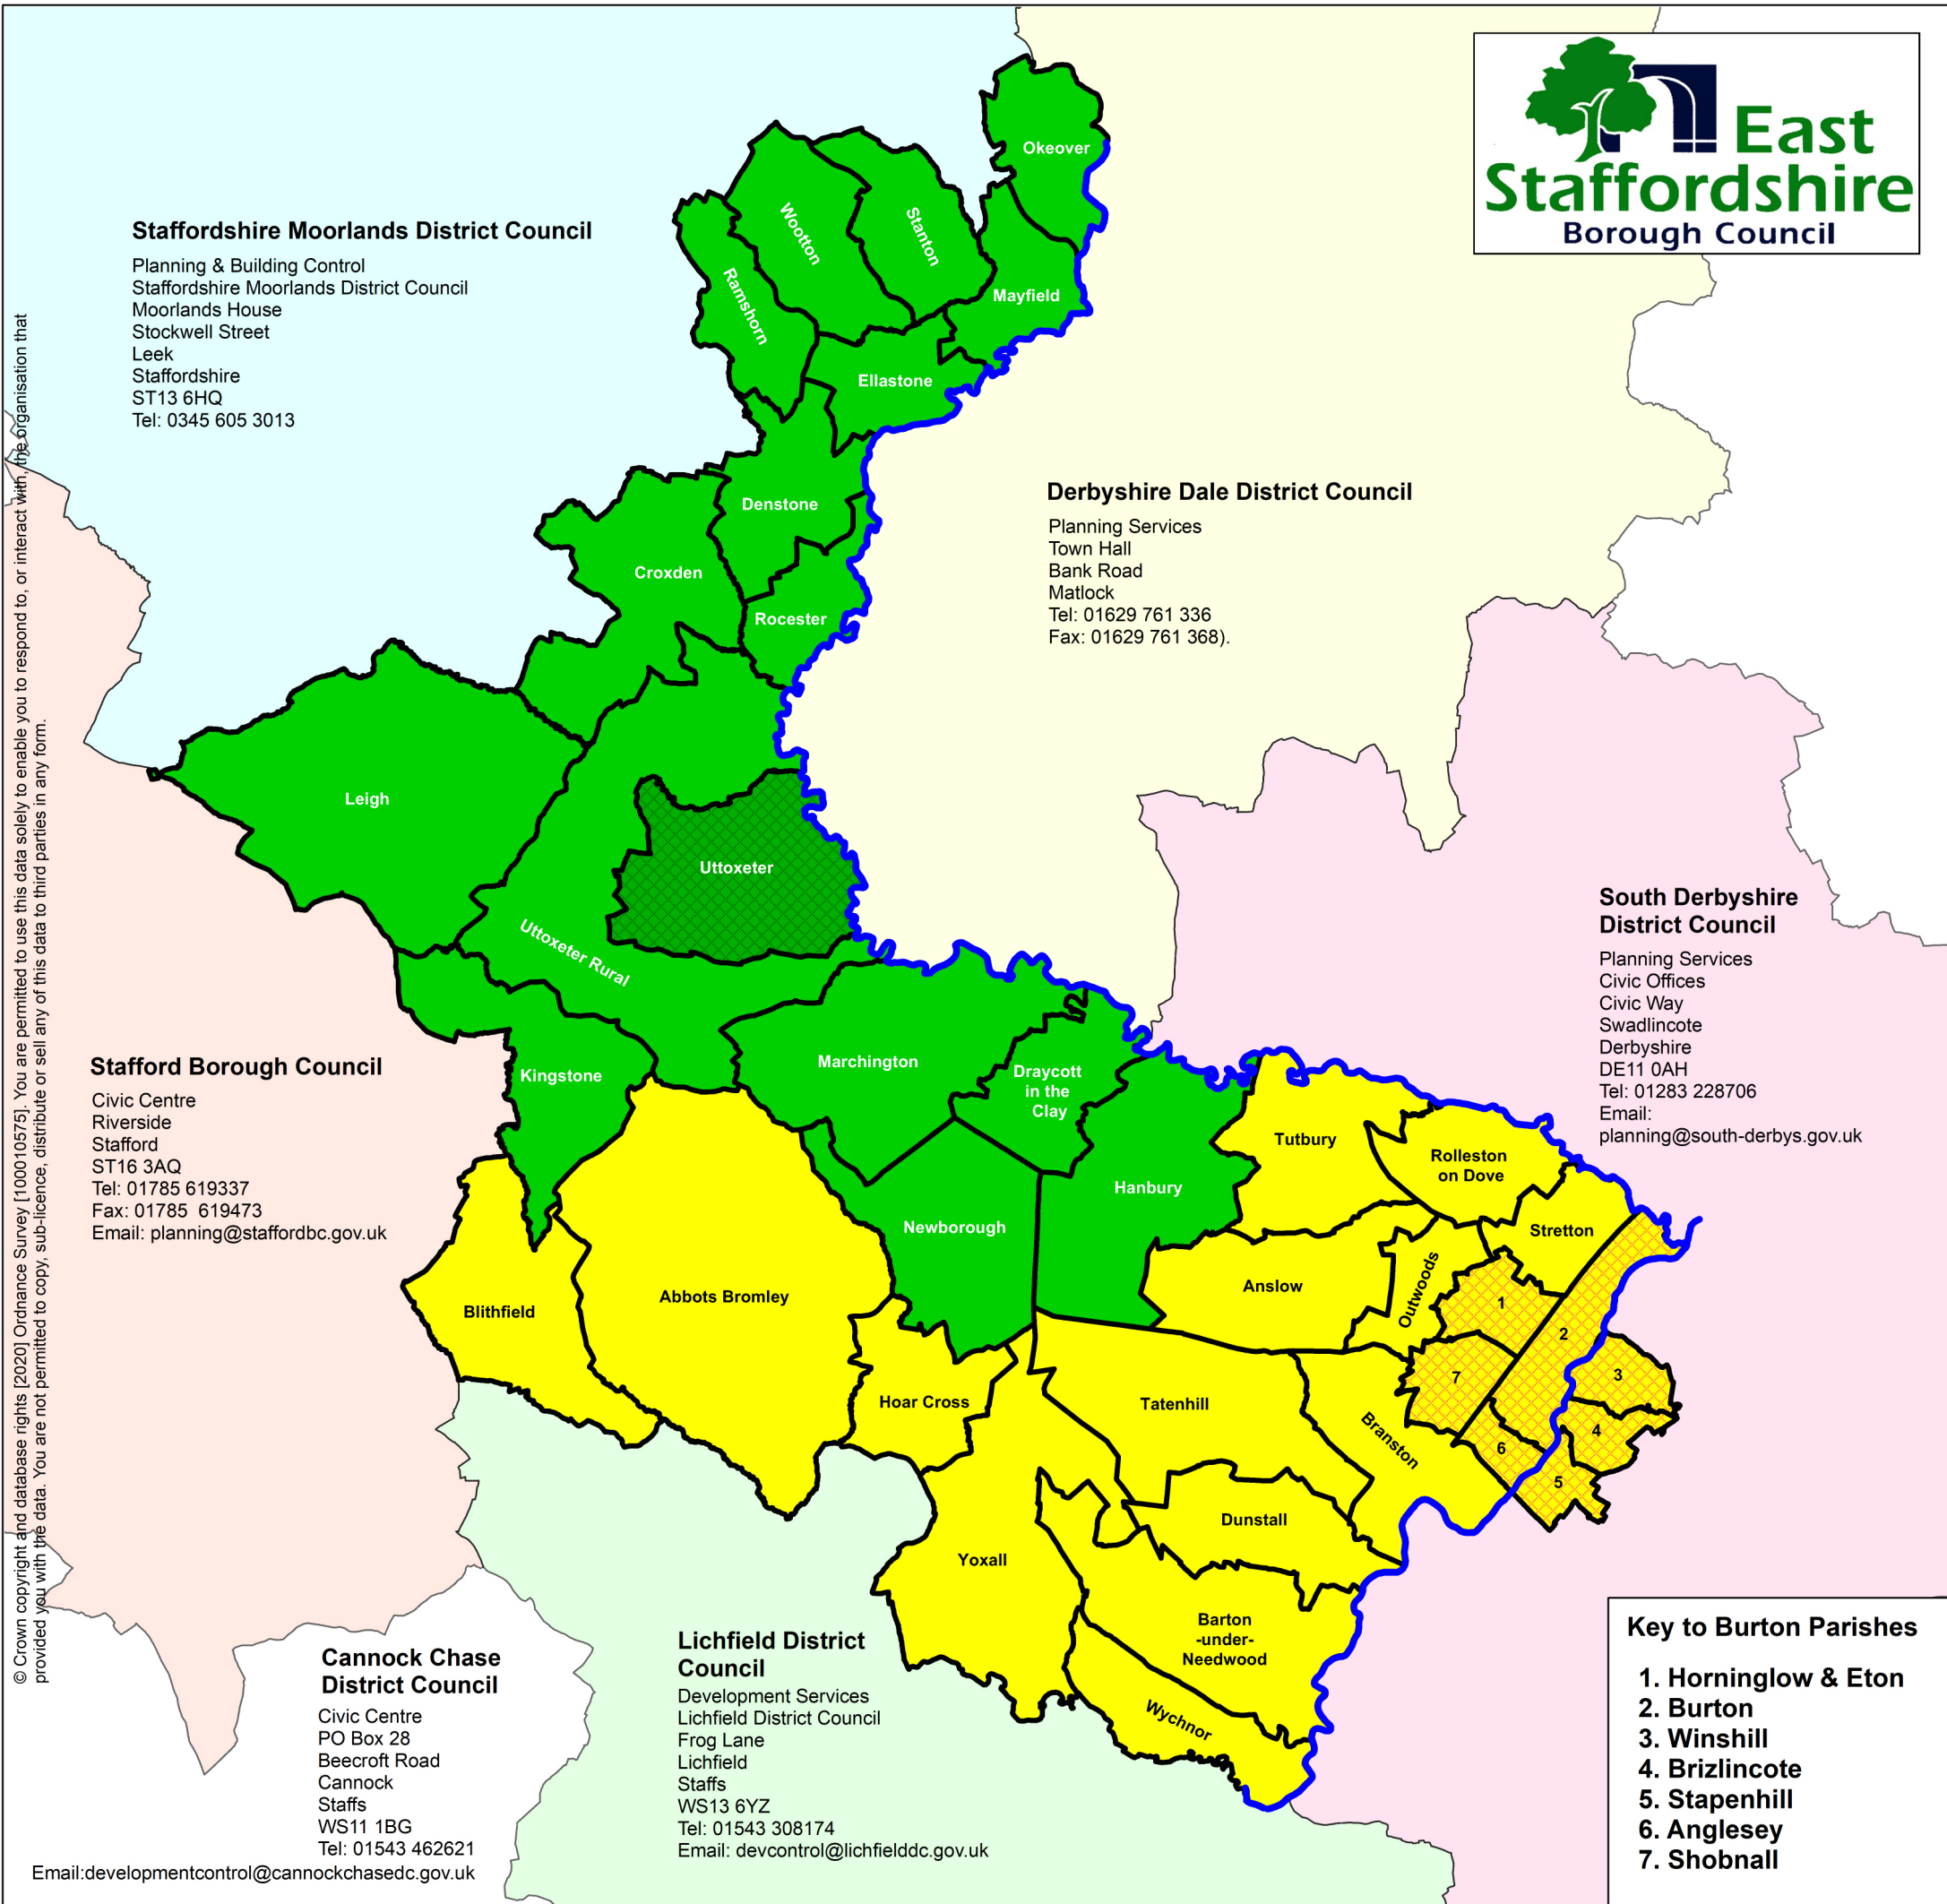 East
Staffordshire
Borough Council
Okeover
Wootton
Stanton
Ramshorn
Mayfield
Ellastone
Denstone
Croxden
Rocester
Leigh
Uttoxeter
Uttoxeter Rural
Marchington
Kingstone
Draycott
in the
Clay
Hanbury
Newborough
Tutbury
Rolleston
on Dove
Stretton
Anslow
Outwoods
Blithfield
Abbots Bromley
Hoar Cross
Tatenhill
Branston
Dunstall
Yoxall
Barton
-under-
Needwood
Wychnor
1
2
3
4
5
6
7
Staffordshire Moorlands District Council
Planning & Building Control
Staffordshire Moorlands District Council
Moorlands House
Stockwell Street
Leek
Staffordshire
ST13 6HQ
Tel: 0345 605 3013
Derbyshire Dale District Council
Planning Services
Town Hall
Bank Road
Matlock
Tel: 01629 761 336
Fax: 01629 761 368).
South Derbyshire
District Council
Planning Services
Civic Offices
Civic Way
Swadlincote
Derbyshire
DE11 0AH
Tel: 01283 228706
Email:
planning@south-derbys.gov.uk
Stafford Borough Council
Civic Centre
Riverside
Stafford
ST16 3AQ
Tel: 01785 619337
Fax: 01785  619473
Email: planning@staffordbc.gov.uk
Cannock Chase
District Council
Civic Centre
PO Box 28
Beecroft Road
Cannock
Staffs
WS11 1BG
Tel: 01543 462621
Email:developmentcontrol@cannockchasedc.gov.uk
Lichfield District
Council
Development Services
Lichfield District Council
Frog Lane
Lichfield
Staffs
WS13 6YZ
Tel: 01543 308174
Email: devcontrol@lichfielddc.gov.uk
Key to Burton Parishes
1. Horninglow & Eton
2. Burton
3. Winshill
4. Brizlincote
5. Stapenhill
6. Anglesey
7. Shobnall
© Crown copyright and database rights [2020] Ordnance Survey [100010575]. You are permitted to use this data solely to enable you to respond to, or interact with, the organisation that
provided you with the data. You are not permitted to copy, sub-licence, distribute or sell any of this data to third parties in any form.